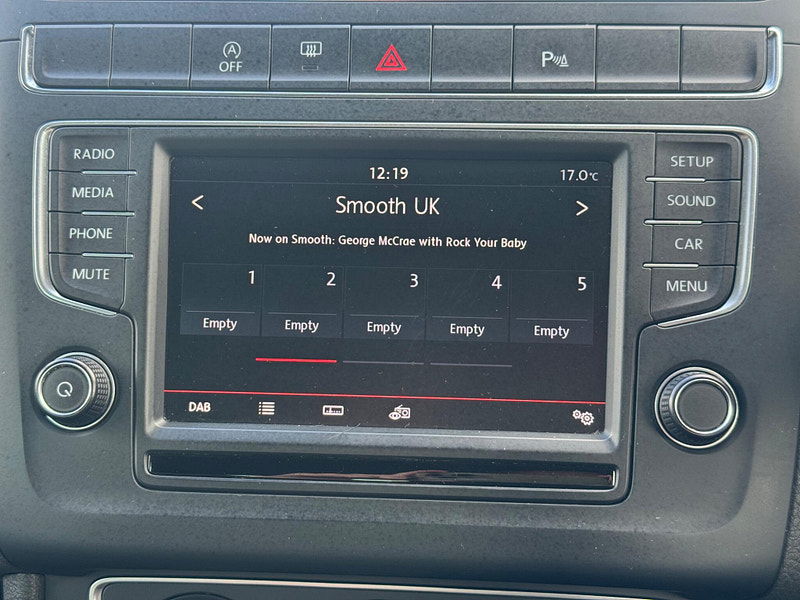 A
OFF
P
RADIO
MEDIA
PHONE
MUTE
12:19
17.0°C
< Smooth UK >
Now on Smooth: George McCrae with Rock Your Baby
1 2 3 4 5
Empty Empty Empty Empty Empty
DAB
SETUP
SOUND
CAR
MENU